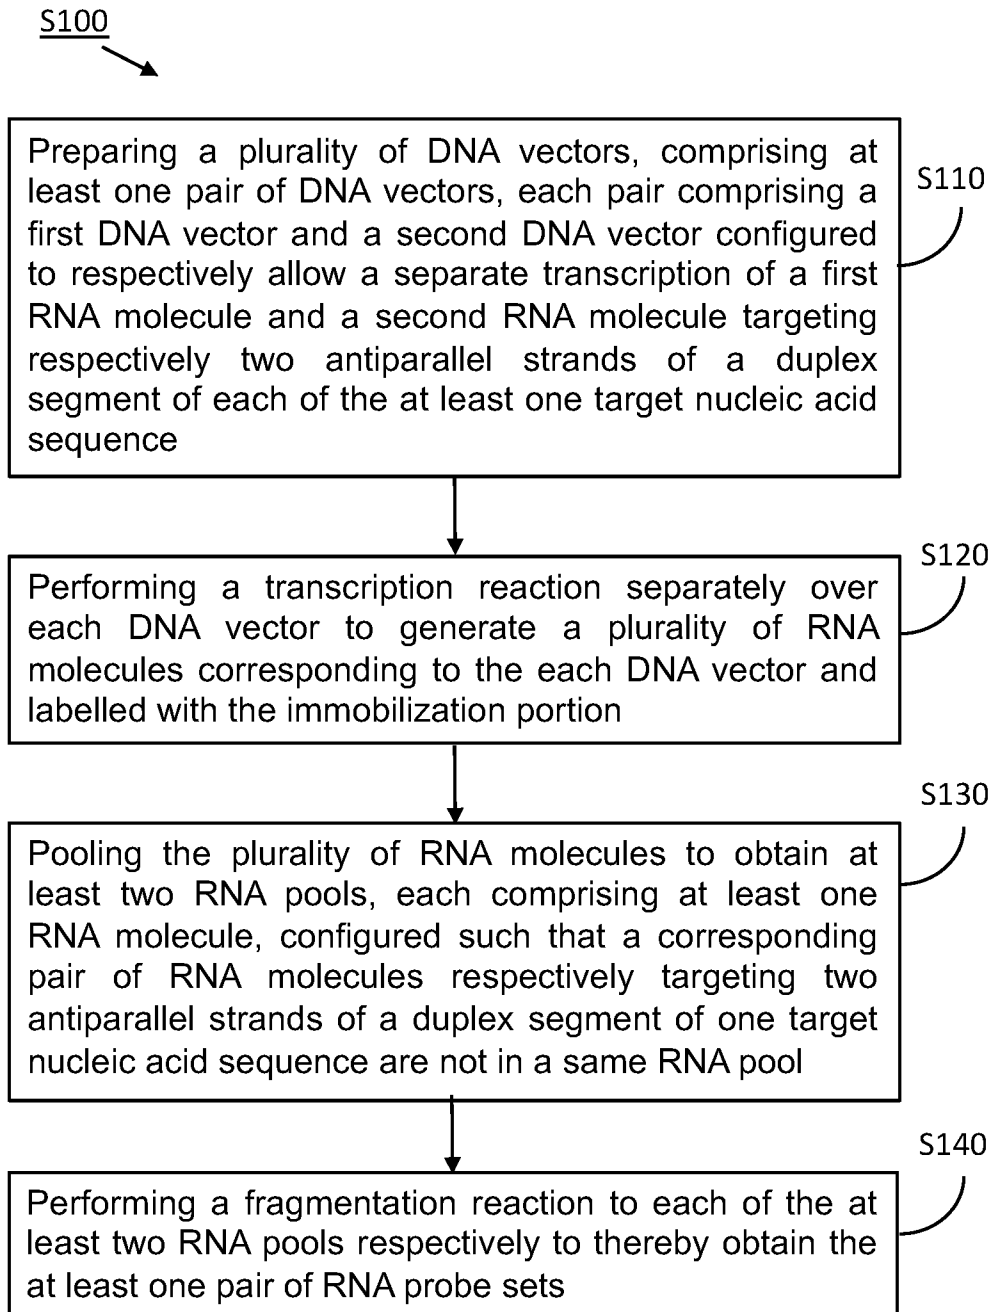 S100
Preparing a plurality of DNA vectors, comprising at
least one pair of DNA vectors, each pair comprising a
first DNA vector and a second DNA vector configured
to respectively allow a separate transcription of a first
RNA molecule and a second RNA molecule targeting
respectively two antiparallel strands of a duplex
segment of each of the at least one target nucleic acid
sequence
S110
Performing a transcription reaction separately over
each DNA vector to generate a plurality of RNA
molecules corresponding to the each DNA vector and
labelled with the immobilization portion
S120
Pooling the plurality of RNA molecules to obtain at
least two RNA pools, each comprising at least one
RNA molecule, configured such that a corresponding
pair of RNA molecules respectively targeting two
antiparallel strands of a duplex segment of one target
nucleic acid sequence are not in a same RNA pool
S130
Performing a fragmentation reaction to each of the at
least two RNA pools respectively to thereby obtain the
at least one pair of RNA probe sets
S140